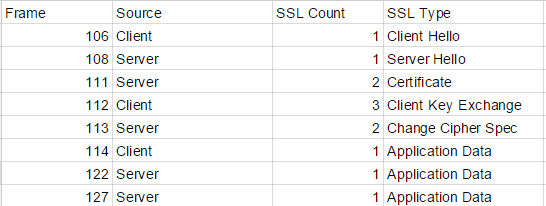 Frame Source SSL Count SSL Type
106 Client 1 Client Hello
108 Server 1 Server Hello
111 Server 2 Certificate
112 Client 3 Client Key Exchange
113 Server 2 Change Cipher Spec
114 Client 1 Application Data
122 Server 1 Application Data
127 Server 1 Application Data